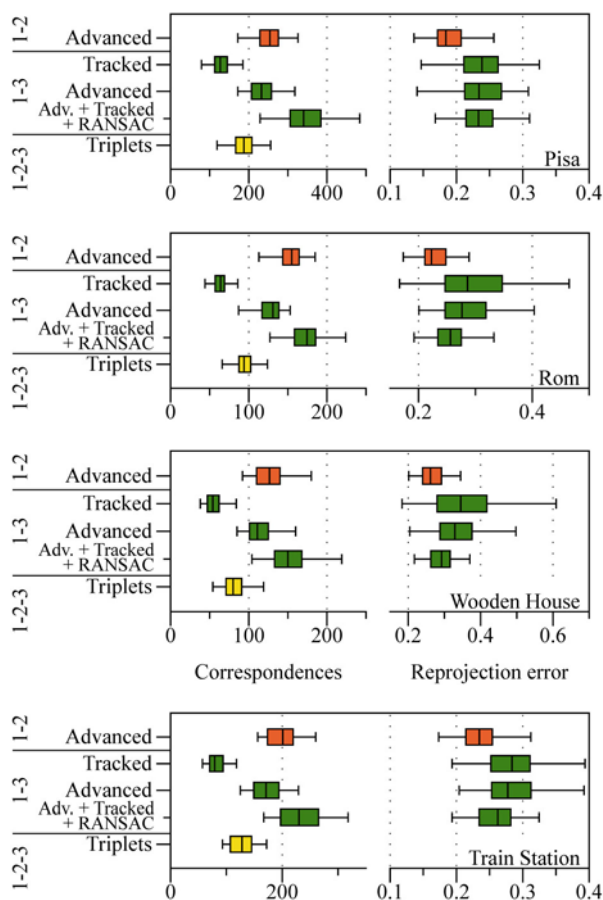 1-2
Advanced
Tracked
1-3
Advanced
Adv. + Tracked
+ RANSAC
1-2-3
Triplets
Pisa
0 200 400 0.1 0.2 0.3 0.4
1-2
Advanced
Tracked
1-3
Advanced
Adv. + Tracked
+ RANSAC
1-2-3
Triplets
Rom
0 100 200 0.2 0.4
1-2
Advanced
Tracked
1-3
Advanced
Adv. + Tracked
+ RANSAC
1-2-3
Triplets
Wooden House
0 100 200 0.2 0.4 0.6
Correspondences Reprojection error
1-2
Advanced
Tracked
1-3
Advanced
Adv. + Tracked
+ RANSAC
1-2-3
Triplets
Train Station
0 200 0.1 0.2 0.3 0.4